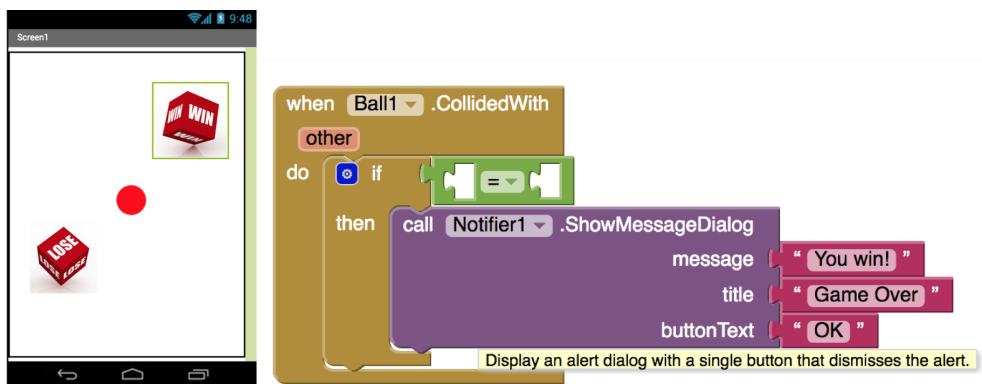 9:48
Screen1
WIN WIN
WIN
LOSE
LOSE LOSE
when Ball1 .CollidedWith
other
do if =
then call Notifier1 .ShowMessageDialog
message “ You win! ”
title “ Game Over ”
buttonText “ OK ”
Display an alert dialog with a single button that dismisses the alert.